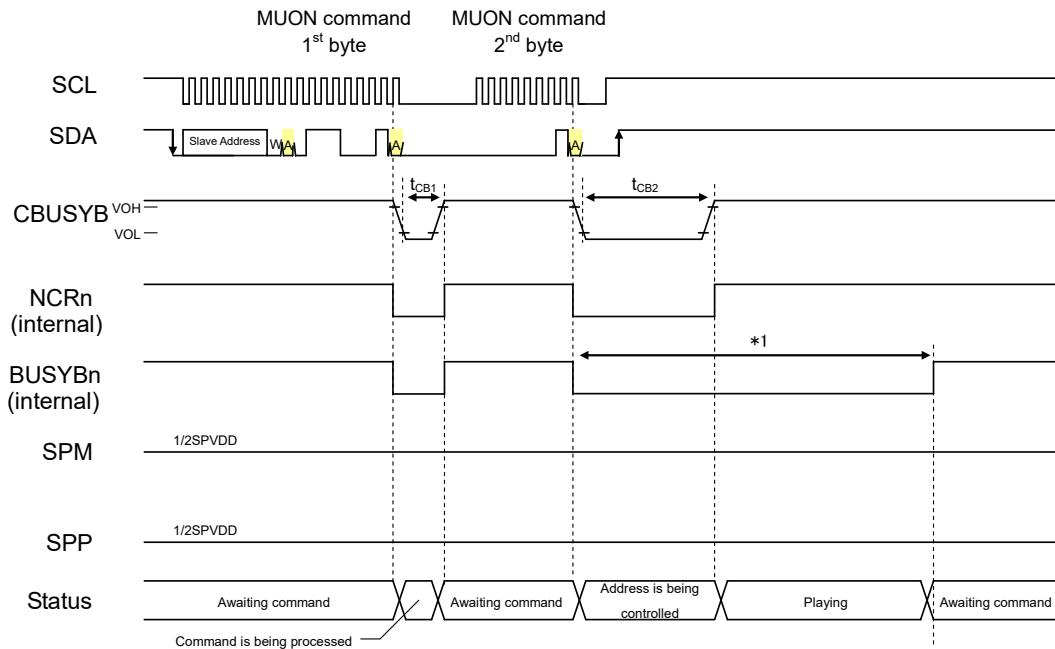 MUON command
1st byte
MUON command
2nd byte
SCL
SDA
Slave Address
W
A
A
A
CBUSYB
VOH
VOL
tCB1
tCB2
NCRn
(internal)
BUSYBn
(internal)
*1
SPM
1/2SPVDD
SPP
1/2SPVDD
Status
Awaiting command
Awaiting command
Address is being
controlled
Playing
Awaiting command
Command is being processed